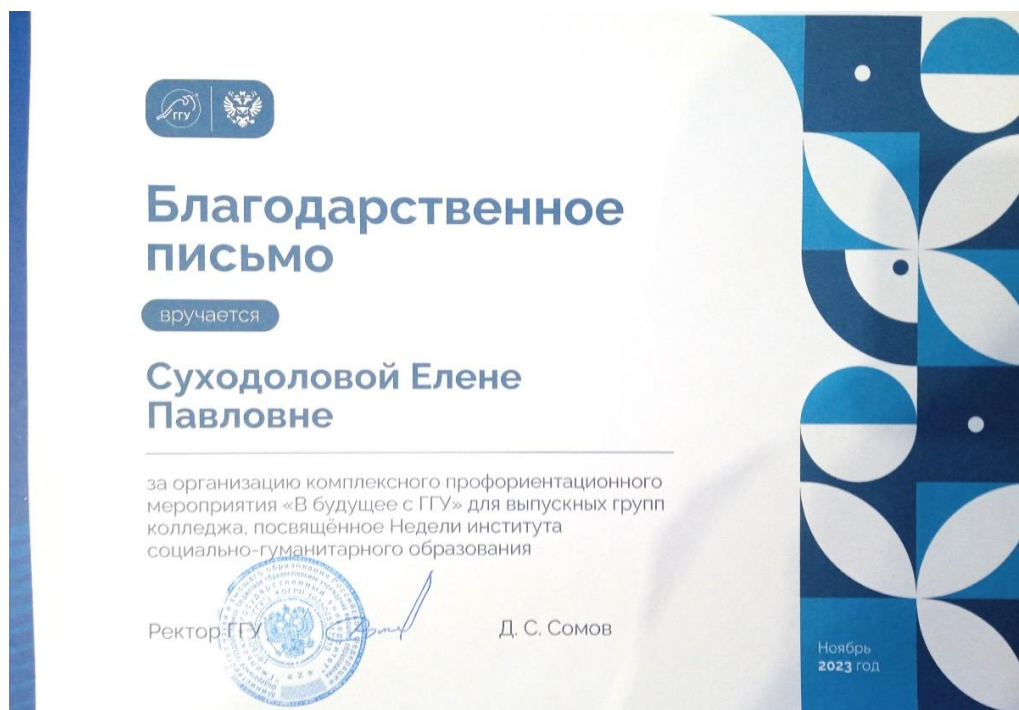 ГГУ
Благодарственное
письмо
вручается
Суходоловой Елене
Павловне
за организацию комплексного профориентационного
мероприятия «В будущее с ГГУ» для выпускных групп
колледжа, посвящённое Недели института
социально-гуманитарного образования
Ректор ГГУ
Д. С. Сомов
Ноябрь
2023 год